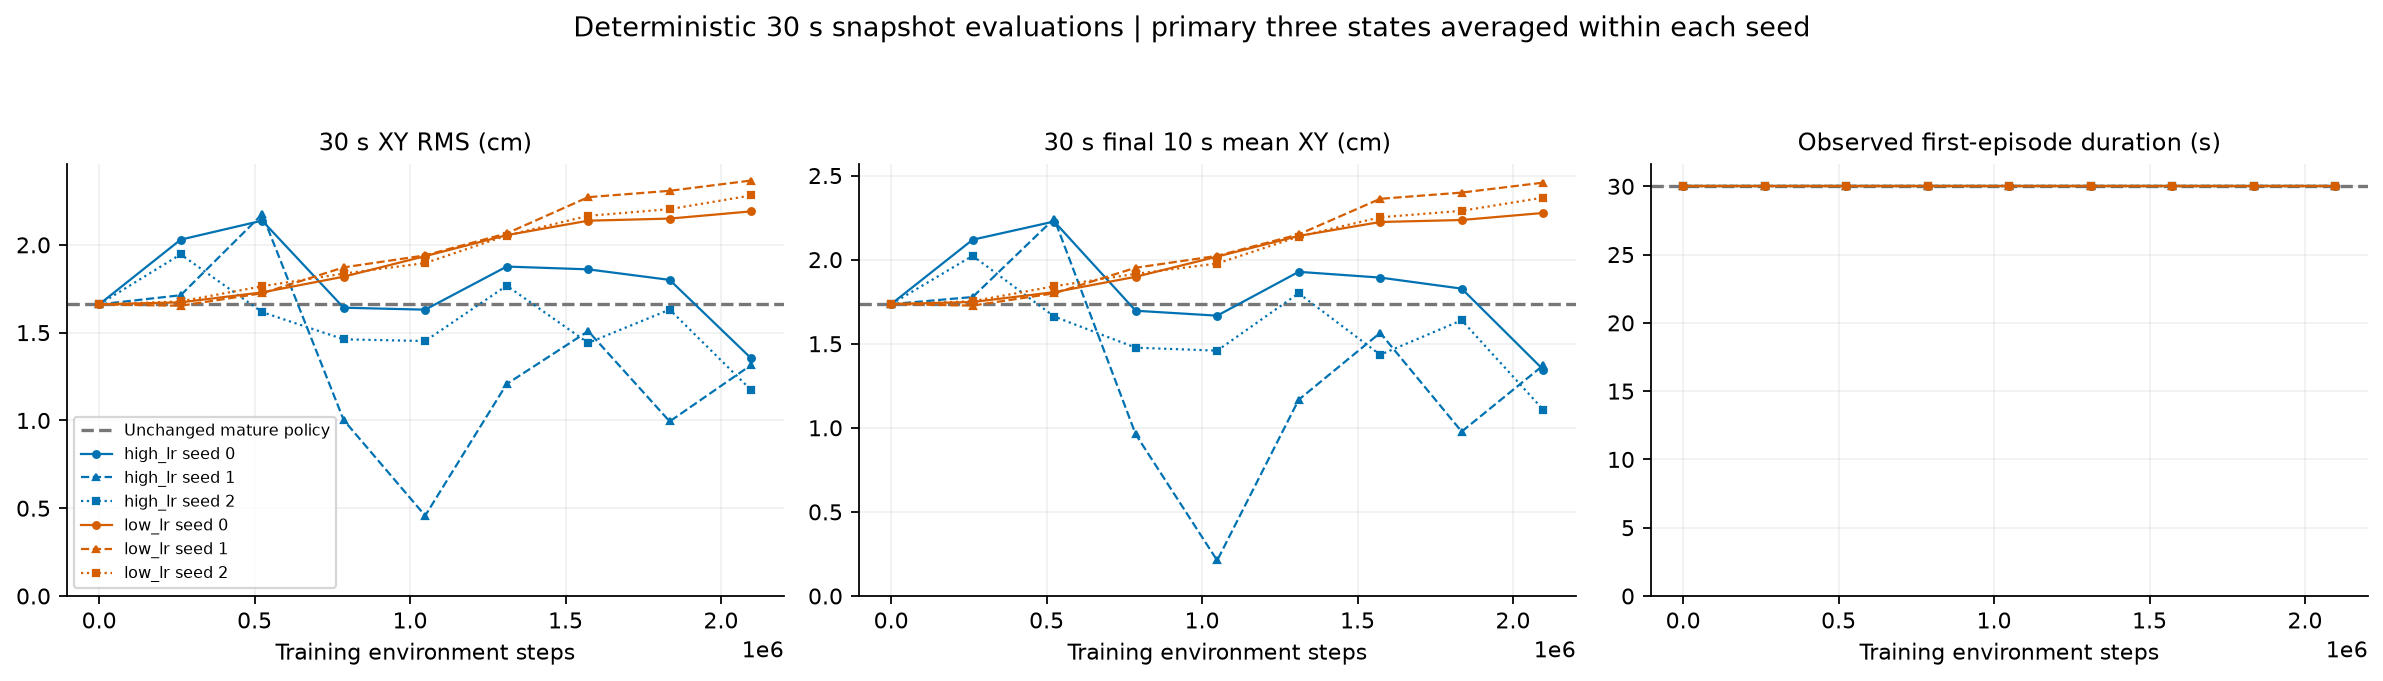 Deterministic 30 s snapshot evaluations | primary three states averaged within each seed
30 s XY RMS (cm)
2.0
1.5
1.0
0.5
0.0
Unchanged mature policy
high_lr seed 0
high_lr seed 1
high_lr seed 2
low_lr seed 0
low_lr seed 1
low_lr seed 2
0.0 0.5 1.0 1.5 2.0
1e6
Training environment steps
30 s final 10 s mean XY (cm)
2.5
2.0
1.5
1.0
0.5
0.0
0.0 0.5 1.0 1.5 2.0
1e6
Training environment steps
Observed first-episode duration (s)
30
25
20
15
10
5
0
0.0 0.5 1.0 1.5 2.0
1e6
Training environment steps